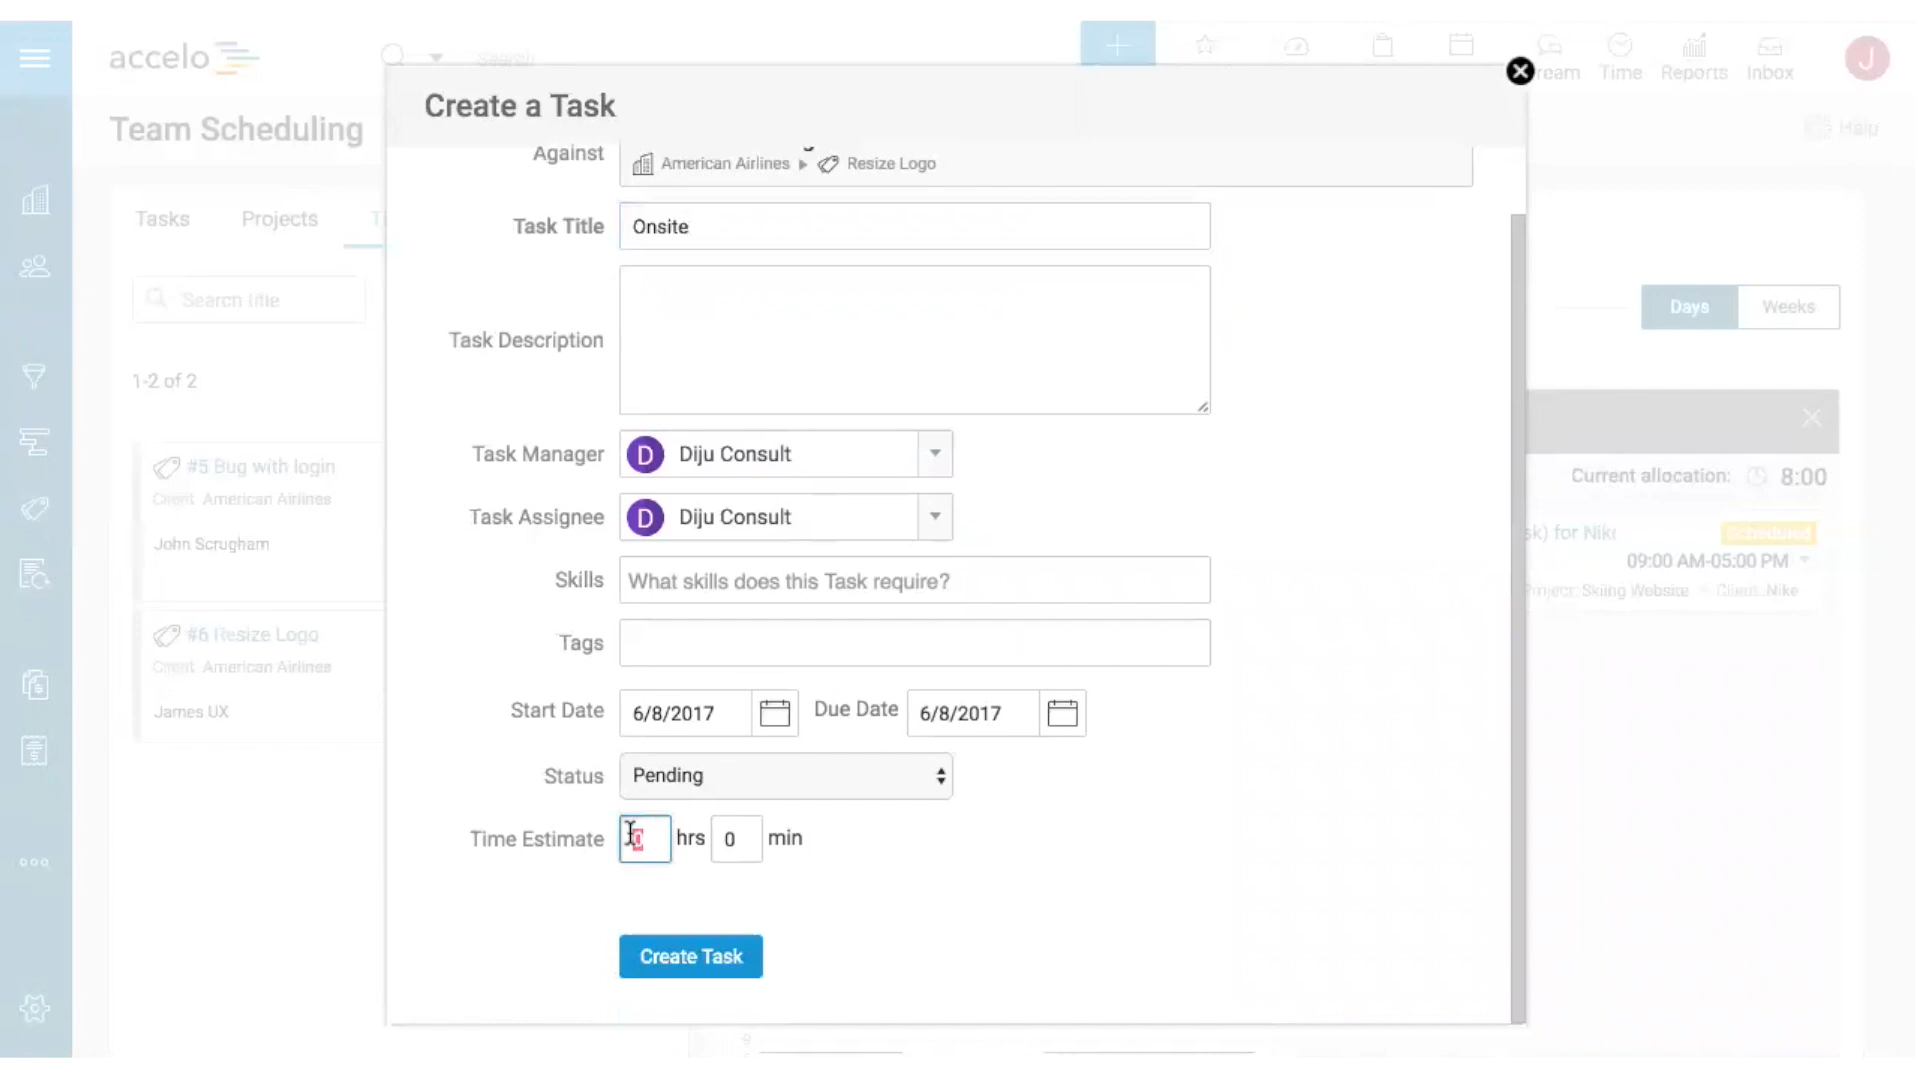 accelo
Search
ream
Time
Reports
Inbox
J
Team Scheduling
Help
Create a Task
Against
American Airlines
Resize Logo
Tasks
Projects
Ti
Task Title
Onsite
Search title
Days
Weeks
Task Description
1-2 of 2
Task Manager
D Diju Consult
#5 Bug with login
Client: American Airlines
John Scrugham
Current allocation: 8:00
Task Assignee
D Diju Consult
sk) for Nike
Scheduled
09:00 AM-05:00 PM
Project: Skiing Website
Client: Nike
Skills
What skills does this Task require?
Tags
#6 Resize Logo
Client: American Airlines
James UX
Start Date
6/8/2017
Due Date
6/8/2017
Status
Pending
Time Estimate
0 hrs 0 min
Create Task